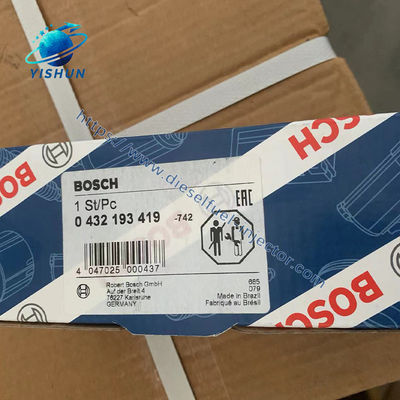 YISHUN
https://www.dieselfuelinjector.com
BOSCH
BOSCH
BOSCH
1 St/Pc
0 432 193 419 -742
EAC
4 047025 000437
Robert Bosch GmbH
Auf der Breit 4
76227 Karlsruhe
GERMANY
685
079
Made in Brazil
Fabriqué au Brésil